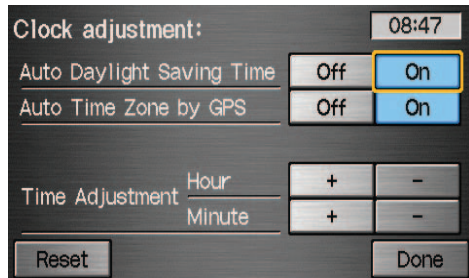 Clock adjustment: 08:47
Auto Daylight Saving Time Off On
Auto Time Zone by GPS Off On
Time Adjustment Hour + −
Minute + −
Reset Done